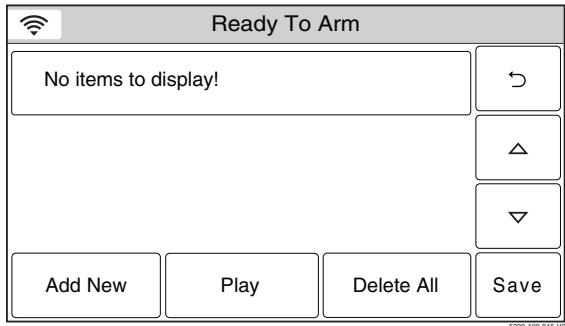 Ready To Arm
No items to display!
Add New
Play
Delete All
Save